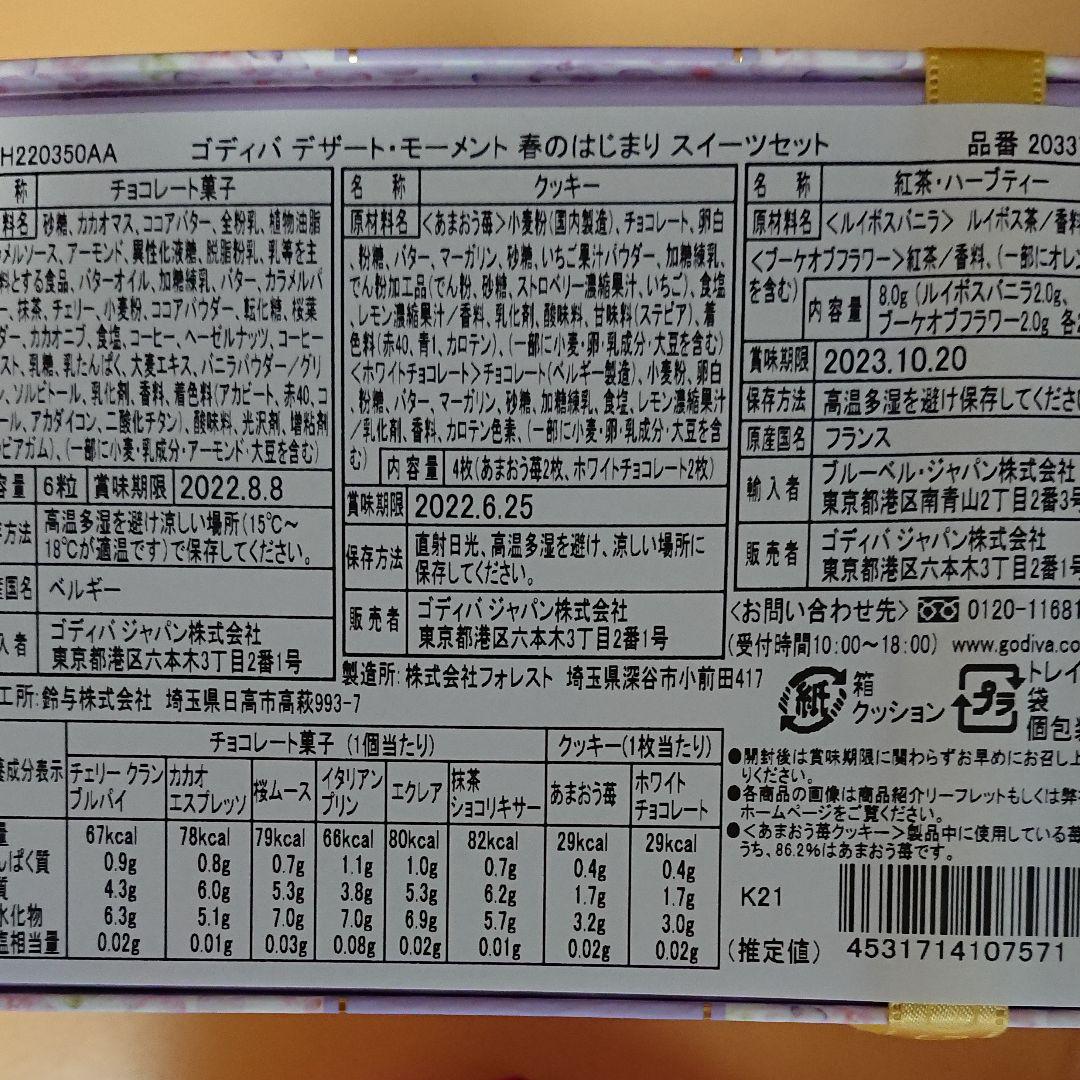 H220350AA ゴディバ デザート・モーメント 春のはじまり スイーツセット 品番 2033
称 チョコレート菓子
料名 砂糖、カカオマス、ココアバター、全粉乳、植物油脂
ラメルソース、アーモンド、異性化液糖、脱脂粉乳、乳等を主
料とする食品、バターオイル、加糖練乳、バター、カラメルパ
ー、抹茶、チェリー、小麦粉、ココアパウダー、転化糖、桜葉
ダー、カカオニブ、食塩、コーヒー、ヘーゼルナッツ、コーヒー
スト、乳糖、乳たんぱく、大麦エキス、バニラパウダー／グリ
ン、ソルビトール、乳化剤、香料、着色料(アカビート、赤40、コ
ール、アカダイコン、二酸化チタン)、酸味料、光沢剤、増粘剤
ビアガム)、(一部に小麦・乳成分・アーモンド・大豆を含む)
容量 6粒 賞味期限 2022.8.8
存方法 高温多湿を避け涼しい場所(15℃～
18℃が適温です)で保存してください。
産国名 ベルギー
入者 ゴディバ ジャパン株式会社
東京都港区六本木3丁目2番1号
工所:鈴与株式会社 埼玉県日高市高萩993-7
名称 クッキー
原材料名 <あまおう苺>小麦粉(国内製造)、チョコレート、卵白
粉糖、バター、マーガリン、砂糖、いちご果汁パウダー、加糖練乳、
でん粉加工品(でん粉、砂糖、ストロベリー濃縮果汁、いちご)、食塩
、レモン濃縮果汁／香料、乳化剤、酸味料、甘味料(ステビア)、着
色料(赤40、青1、カロテン)、(一部に小麦・卵・乳成分・大豆を含む)
<ホワイトチョコレート>チョコレート(ベルギー製造)、小麦粉、卵白
粉糖、バター、マーガリン、砂糖、加糖練乳、食塩、レモン濃縮果汁
／乳化剤、香料、カロテン色素、(一部に小麦・卵・乳成分・大豆を含
む) 内容量 4枚(あまおう苺2枚、ホワイトチョコレート2枚)
賞味期限 2022.6.25
保存方法 直射日光、高温多湿を避け、涼しい場所に
保存してください。
販売者 ゴディバ ジャパン株式会社
東京都港区六本木3丁目2番1号
製造所:株式会社フォレスト 埼玉県深谷市小前田417
名称 紅茶・ハーブティー
原材料名 <ルイボスバニラ> ルイボス茶／香料
<ブーケオブフラワー>紅茶／香料、(一部にオレン
を含む) 内容量 8.0g (ルイボスバニラ2.0g、
ブーケオブフラワー2.0g 各
賞味期限 2023.10.20
保存方法 高温多湿を避け保存してくださ
原産国名 フランス
輸入者 ブルーベル・ジャパン株式会社
東京都港区南青山2丁目2番3号
販売者 ゴディバ ジャパン株式会社
東京都港区六本木3丁目2番1号
<お問い合わせ先> 0120-11681
(受付時間10:00～18:00) www.godiva.co
紙 箱
クッション
プラ トレイ
袋
個包装
●開封後は賞味期限に関わらずお早めにお召し上
りください。
●各商品の画像は商品紹介リーフレットもしくは弊
ホームページをご覧ください。
●<あまおう苺クッキー>製品中に使用している苺
うち、86.2%はあまおう苺です。
養成分表示 チョコレート菓子 (1個当たり) クッキー(1枚当たり)
チェリー クランブルパイ カカオ エスプレッソ 桜ムース イタリアン プリン エクレア 抹茶 ショコリキサー あまおう苺 ホワイト チョコレート
量 67kcal 78kcal 79kcal 66kcal 80kcal 82kcal 29kcal 29kcal
んぱく質 0.9g 0.8g 0.7g 1.1g 1.0g 0.7g 0.4g 0.4g
質 4.3g 6.0g 5.3g 3.8g 5.3g 6.2g 1.7g 1.7g
水化物 6.3g 5.1g 7.0g 7.0g 6.9g 5.7g 3.2g 3.0g
塩相当量 0.02g 0.01g 0.03g 0.08g 0.02g 0.01g 0.02g 0.02g
(推定値)
K21
4531714107571